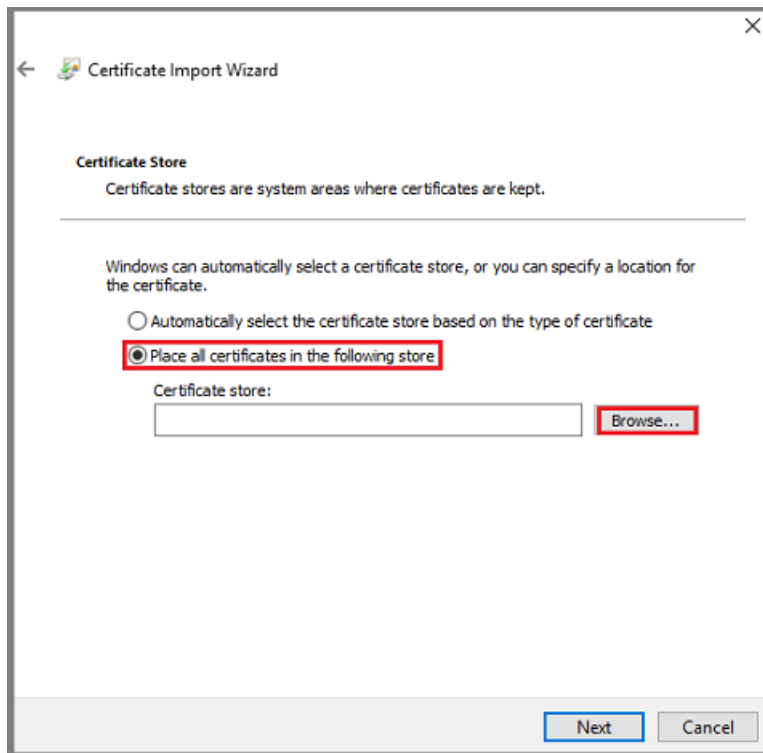 Certificate Import Wizard
Certificate Store
Certificate stores are system areas where certificates are kept.
Windows can automatically select a certificate store, or you can specify a location for
the certificate.
Automatically select the certificate store based on the type of certificate
Place all certificates in the following store
Certificate store:
Browse...
Next
Cancel